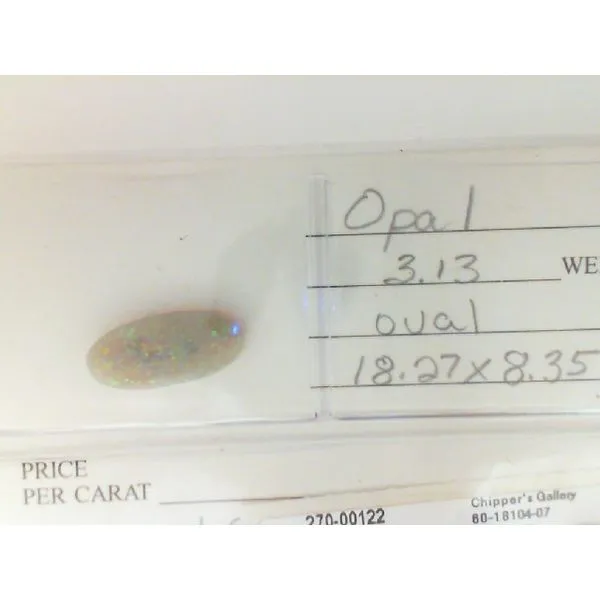 Opal
3.13 WE
oval
18.27x8.35
PRICE
PER CARAT
270-00122
Chipper's Gallery
60-18104-07